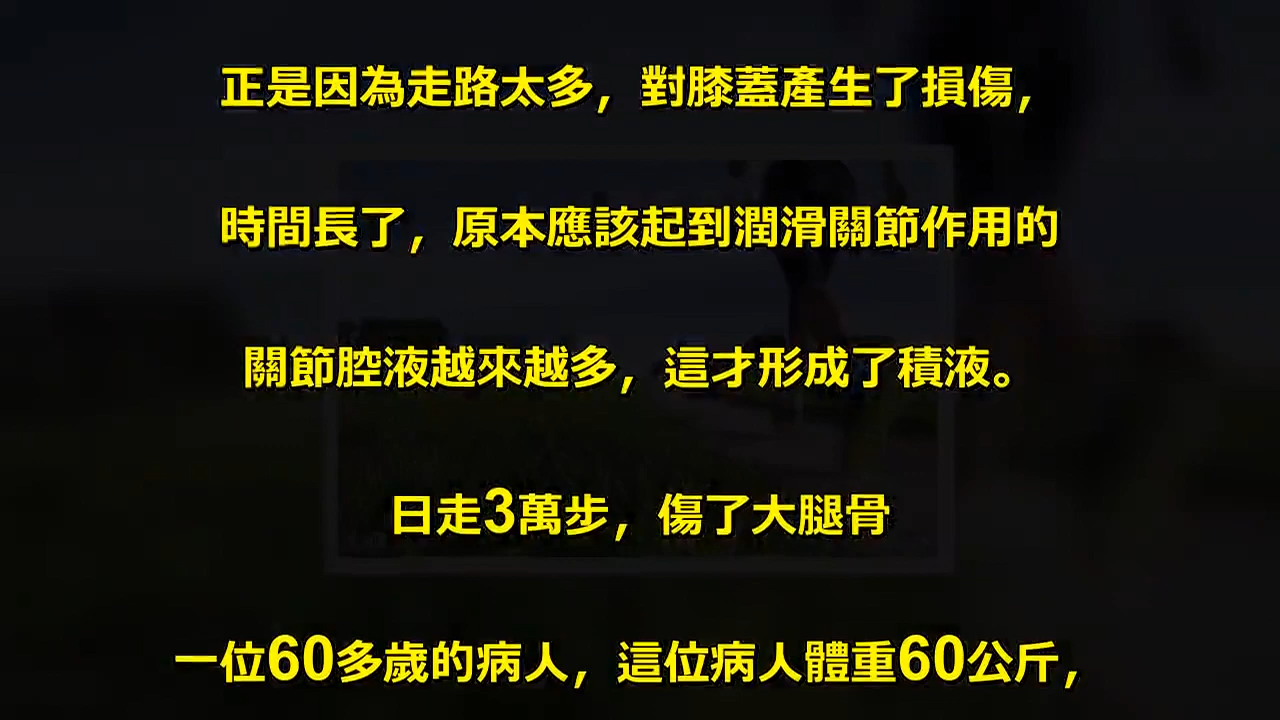 正是因為走路太多，對膝蓋產生了損傷，
時間長了，原本應該起到潤滑關節作用的
關節腔液越來越多，這才形成了積液。
日走3萬步，傷了大腿骨
一位60多歲的病人，這位病人體重60公斤，